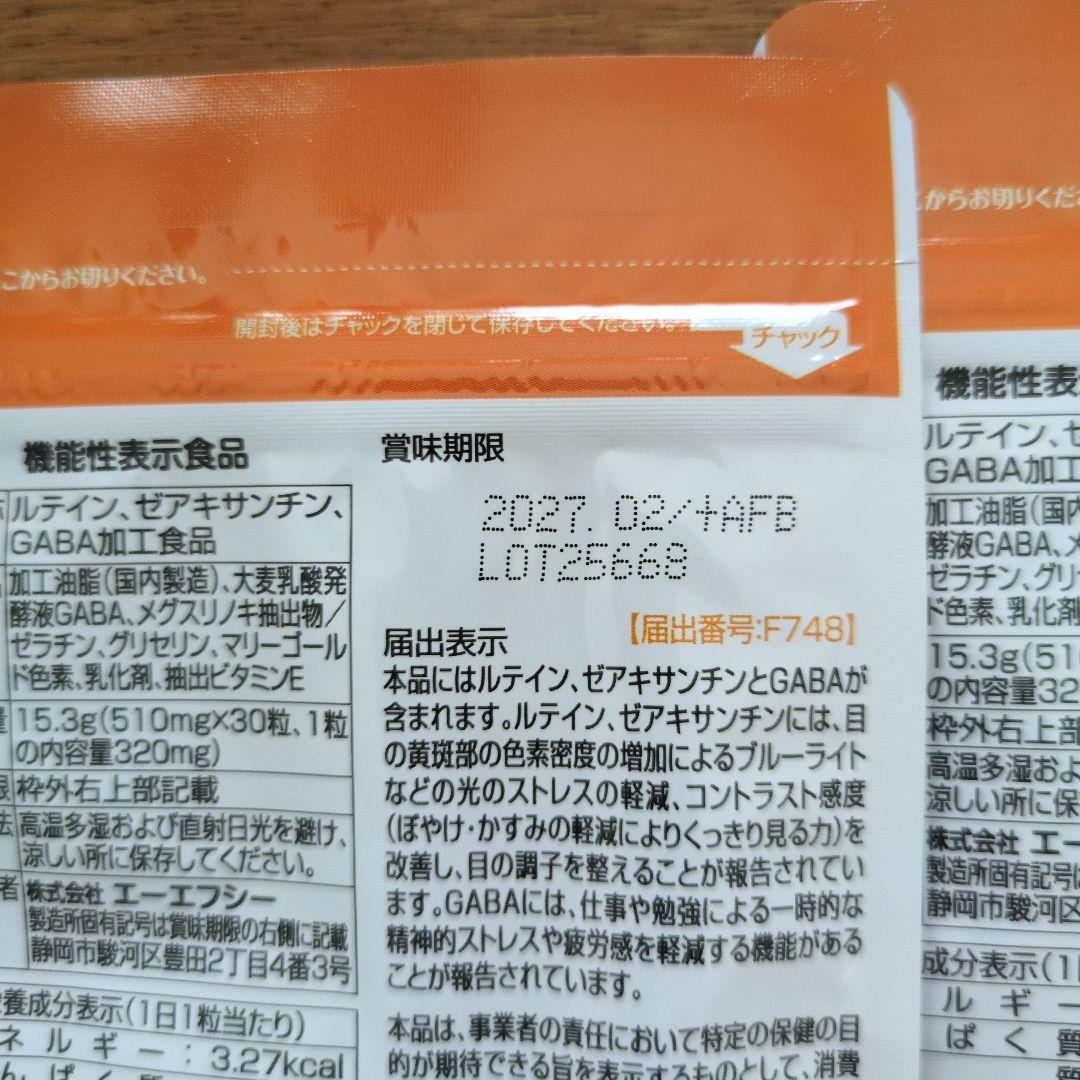 こからお切りください。
開封後はチャックを閉じて保存してください。
チャック
機能性表示食品
ルテイン、ゼアキサンチン、
GABA加工食品
加工油脂(国内製造)、大麦乳酸発
酵液GABA、メグスリノキ抽出物/
ゼラチン、グリセリン、マリーゴール
ド色素、乳化剤、抽出ビタミンE
量 15.3g(510mg×30粒、1粒
の内容量320mg)
限 枠外右上部記載
法 高温多湿および直射日光を避け、
涼しい所に保存してください。
者 株式会社 エーエフシー
製造所固有記号は賞味期限の右側に記載
静岡市駿河区豊田2丁目4番3号
養成分表示(1日1粒当たり)
ネルギー:3.27kcal
賞味期限
2027.02/+AFB
LOT25668
【届出番号:F748】
届出表示
本品にはルテイン、ゼアキサンチンとGABAが
含まれます。ルテイン、ゼアキサンチンには、目
の黄斑部の色素密度の増加によるブルーライト
などの光のストレスの軽減、コントラスト感度
(ぼやけ・かすみの軽減によりくっきり見る力)を
改善し、目の調子を整えることが報告されてい
ます。GABAには、仕事や勉強による一時的な
精神的ストレスや疲労感を軽減する機能がある
ことが報告されています。
本品は、事業者の責任において特定の保健の目
的が期待できる旨を表示するものとして、消費
こからお切りくださ
機能性表
ルテイン、ゼ
GABA加工
加工油脂(国内
酵液GABA、メ
ゼラチン、グリ
ド色素、乳化剤
15.3g(510
の内容量32
枠外右上部
高温多湿およ
涼しい所に保
株式会社 エー
製造所固有記号
静岡市駿河区
成分表示(1日
ルギー
ぱく質
質